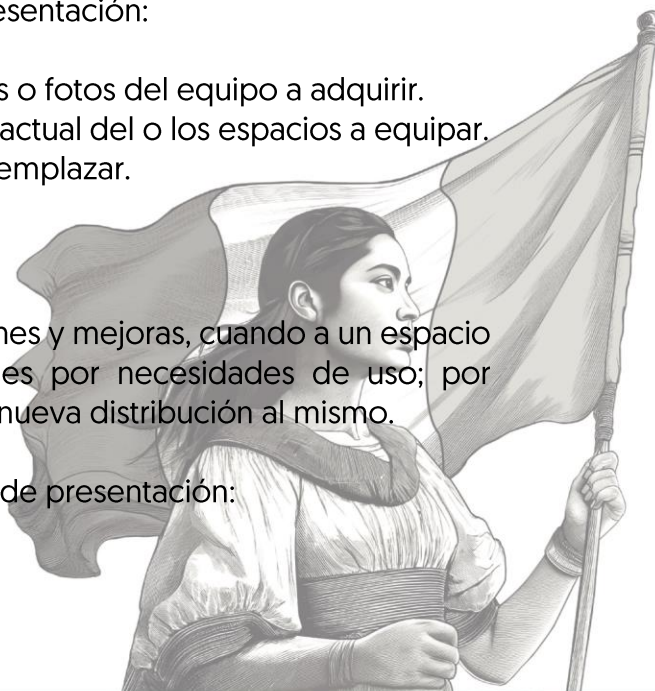 esentación:
s o fotos del equipo a adquirir.
actual del o los espacios a equipar.
emplazar.
nes y mejoras, cuando a un espacio
es por necesidades de uso; por
nueva distribución al mismo.
de presentación: